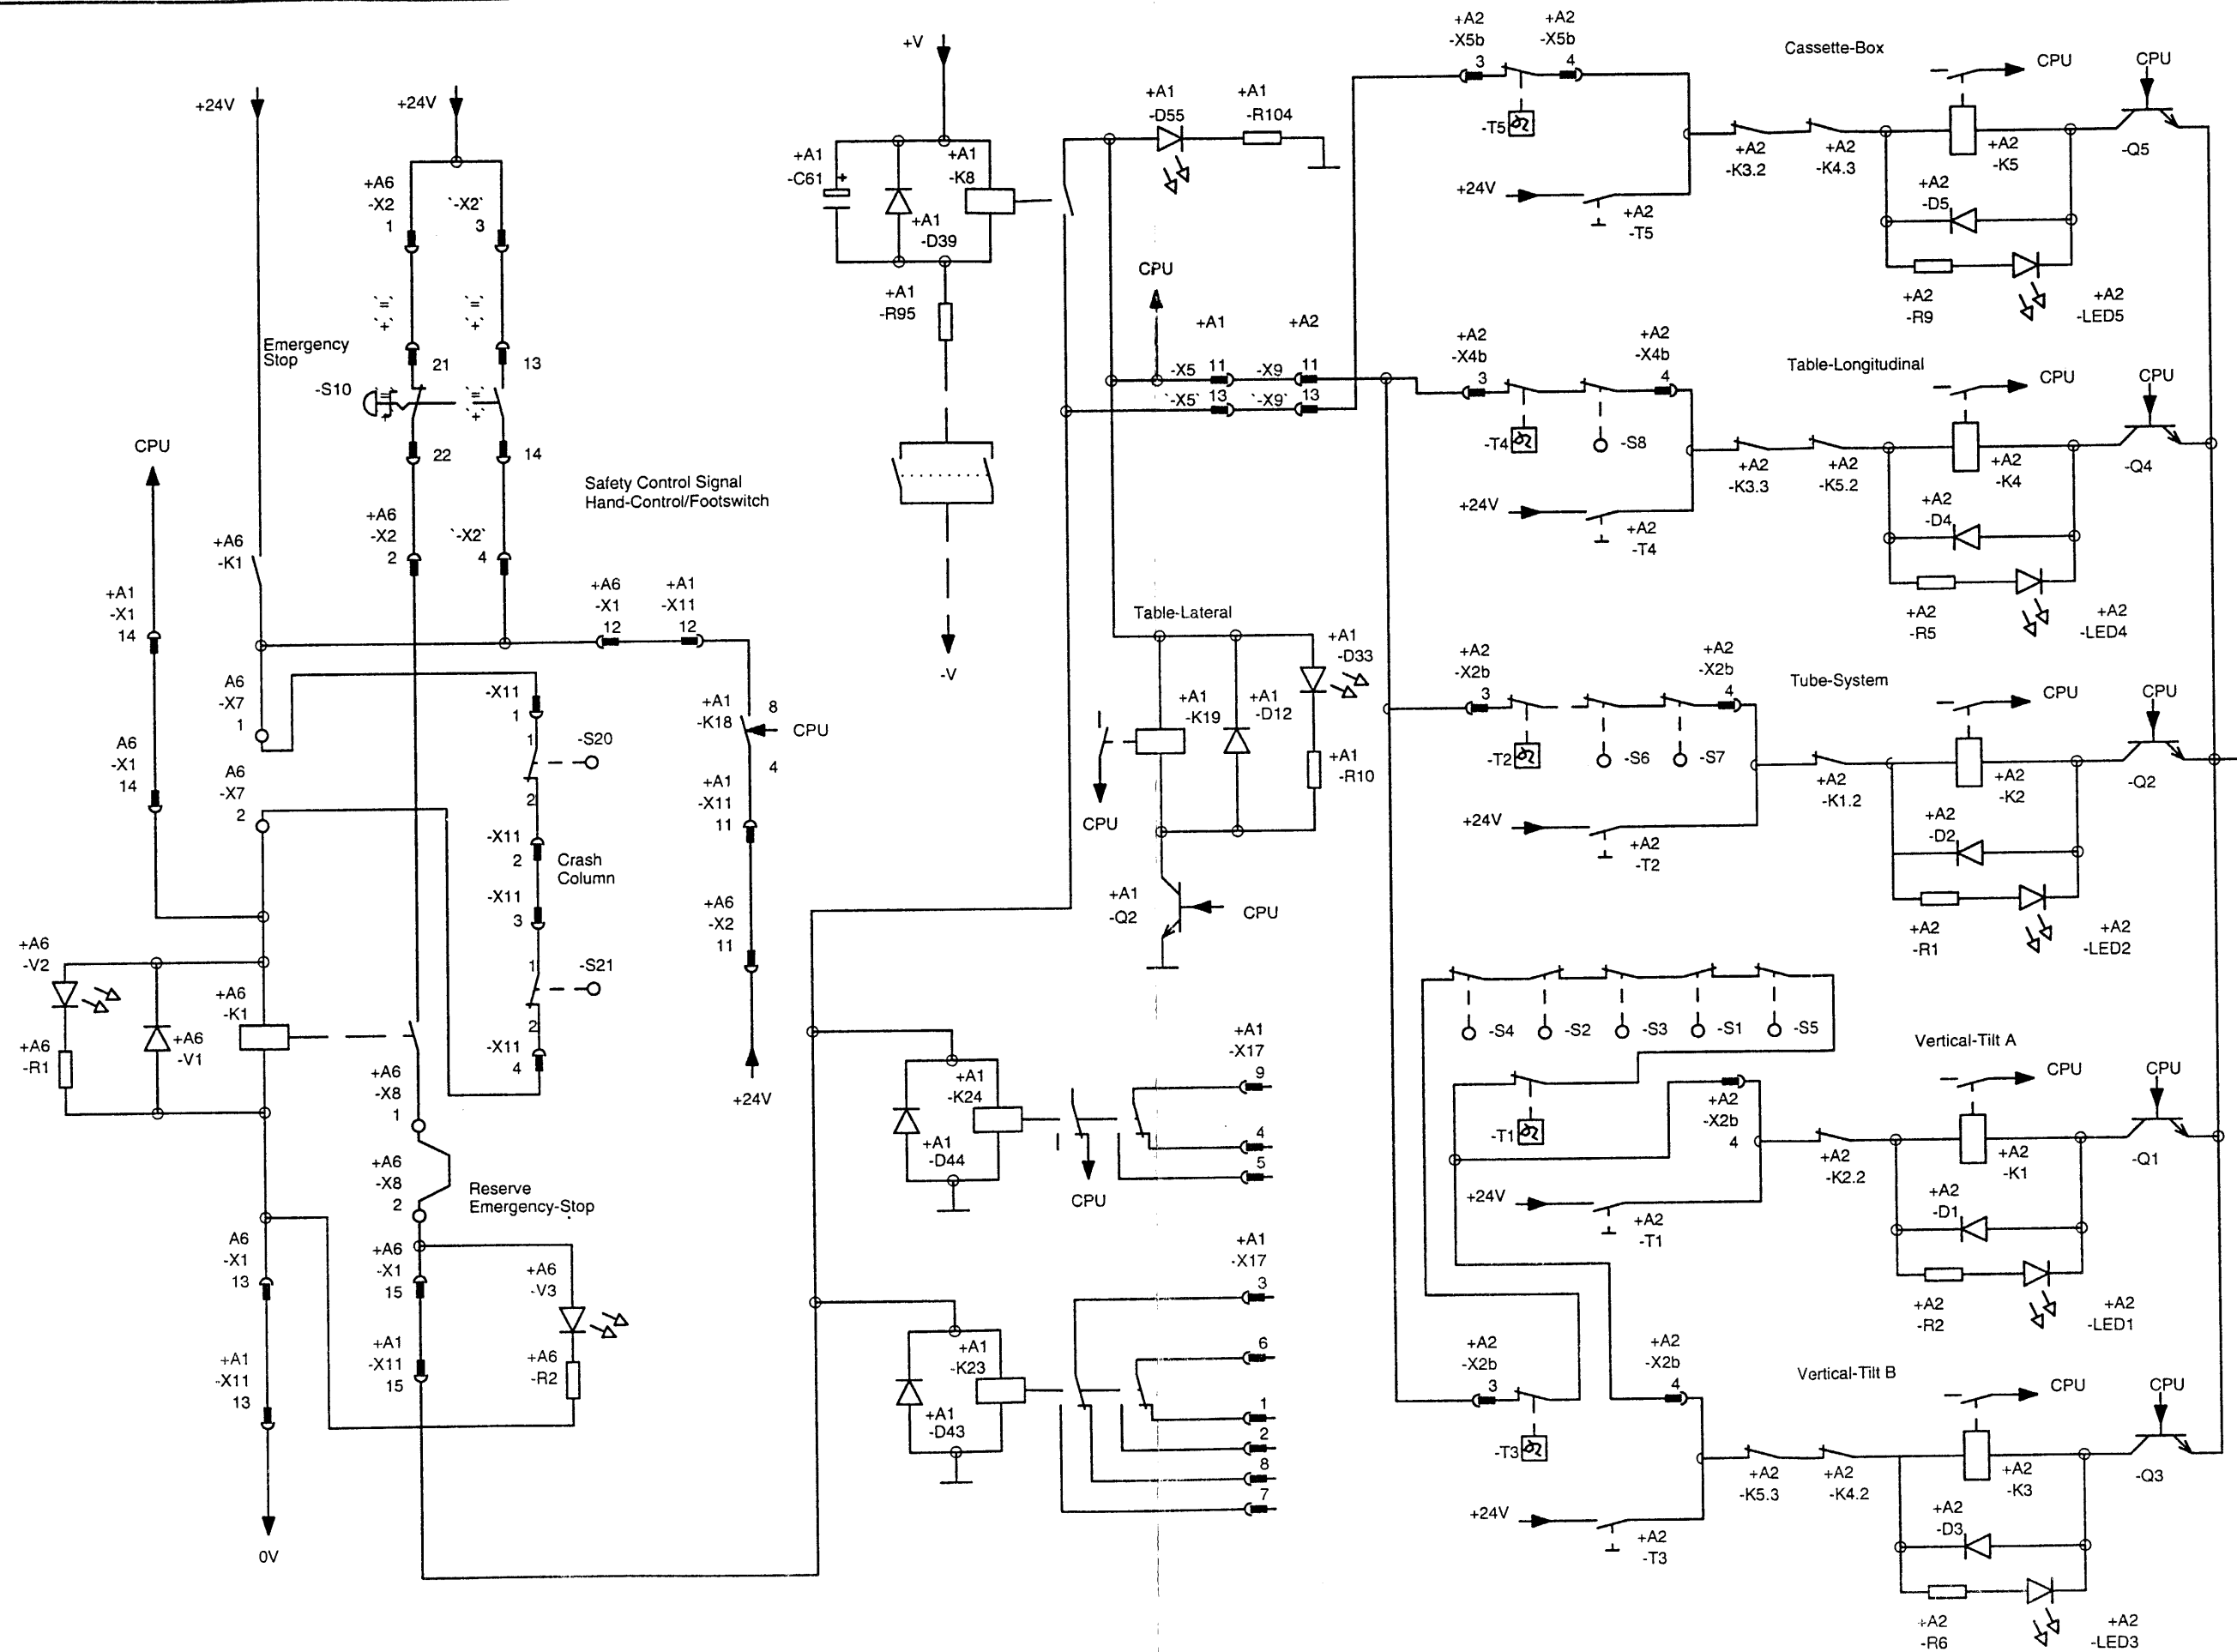 +24V
+24V
+A6
-X2
1
`-X2`
3
`=`
`+`
`=`
`+`
Emergency
Stop
-S10
21
13
`=`
`+`
22
14
CPU
+A6
-X2
2
`-X2`
4
+A6
-K1
+A1
-X1
14
A6
-X1
14
A6
-X7
1
A6
-X7
2
-X11
1
1
-S20
2
-X11
2
Crash
Column
-X11
3
1
-S21
2
-X11
4
+A6
-V2
+A6
-R1
+A6
-V1
+A6
-K1
+A6
-X8
1
+A6
-X8
2
Reserve
Emergency-Stop
A6
-X1
13
+A1
-X11
13
0V
+A6
-X1
15
+A1
-X11
15
+A6
-V3
+A6
-R2
Safety Control Signal
Hand-Control/Footswitch
+A6
-X1
12
+A1
-X11
12
+A1
-K18
8
CPU
4
+A1
-X11
11
+A6
-X2
11
+24V
+V
+A1
-C61
+
+A1
-K8
+A1
-D39
+A1
-R95
-V
+A1
-D55
+A1
-R104
CPU
+A1
+A2
-X5
11
-X9
11
`-X5`
13
`-X9`
13
Table-Lateral
+A1
-K19
+A1
-D12
+A1
-D33
+A1
-R10
CPU
+A1
-Q2
CPU
+A1
-K24
+A1
-D44
CPU
+A1
-X17
9
4
5
+A1
-K23
+A1
-D43
+A1
-X17
3
6
1
2
8
7
+A2
-X5b
3
+A2
-X5b
4
Cassette-Box
CPU
CPU
-T5
+24V
+A2
-T5
+A2
-K3.2
+A2
-K4.3
+A2
-K5
-Q5
+A2
-D5
+A2
-R9
+A2
-LED5
+A2
-X4b
3
+A2
-X4b
4
Table-Longitudinal
CPU
CPU
-T4
-S8
+24V
+A2
-T4
+A2
-K3.3
+A2
-K5.2
+A2
-K4
-Q4
+A2
-D4
+A2
-R5
+A2
-LED4
+A2
-X2b
3
+A2
-X2b
4
Tube-System
CPU
CPU
-T2
-S6
-S7
+24V
+A2
-T2
+A2
-K1.2
+A2
-K2
-Q2
+A2
-D2
+A2
-R1
+A2
-LED2
-S4
-S2
-S3
-S1
-S5
Vertical-Tilt A
CPU
CPU
-T1
+A2
-X2b
4
+24V
+A2
-T1
+A2
-K2.2
+A2
-K1
-Q1
+A2
-D1
+A2
-R2
+A2
-LED1
+A2
-X2b
3
+A2
-X2b
4
Vertical-Tilt B
CPU
CPU
-T3
+24V
+A2
-T3
+A2
-K5.3
+A2
-K4.2
+A2
-K3
-Q3
+A2
-D3
+A2
-R6
+A2
-LED3